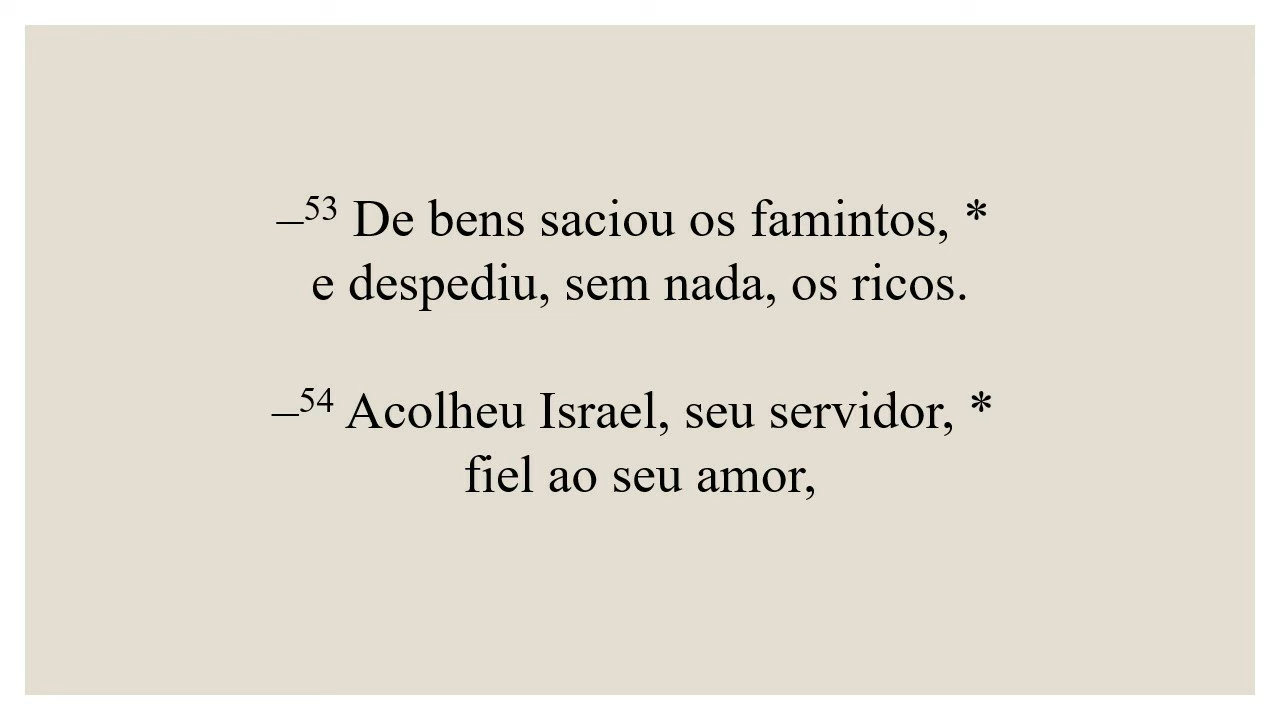 –⁵³ De bens saciou os famintos, *
e despediu, sem nada, os ricos.
–⁵⁴ Acolheu Israel, seu servidor, *
fiel ao seu amor,